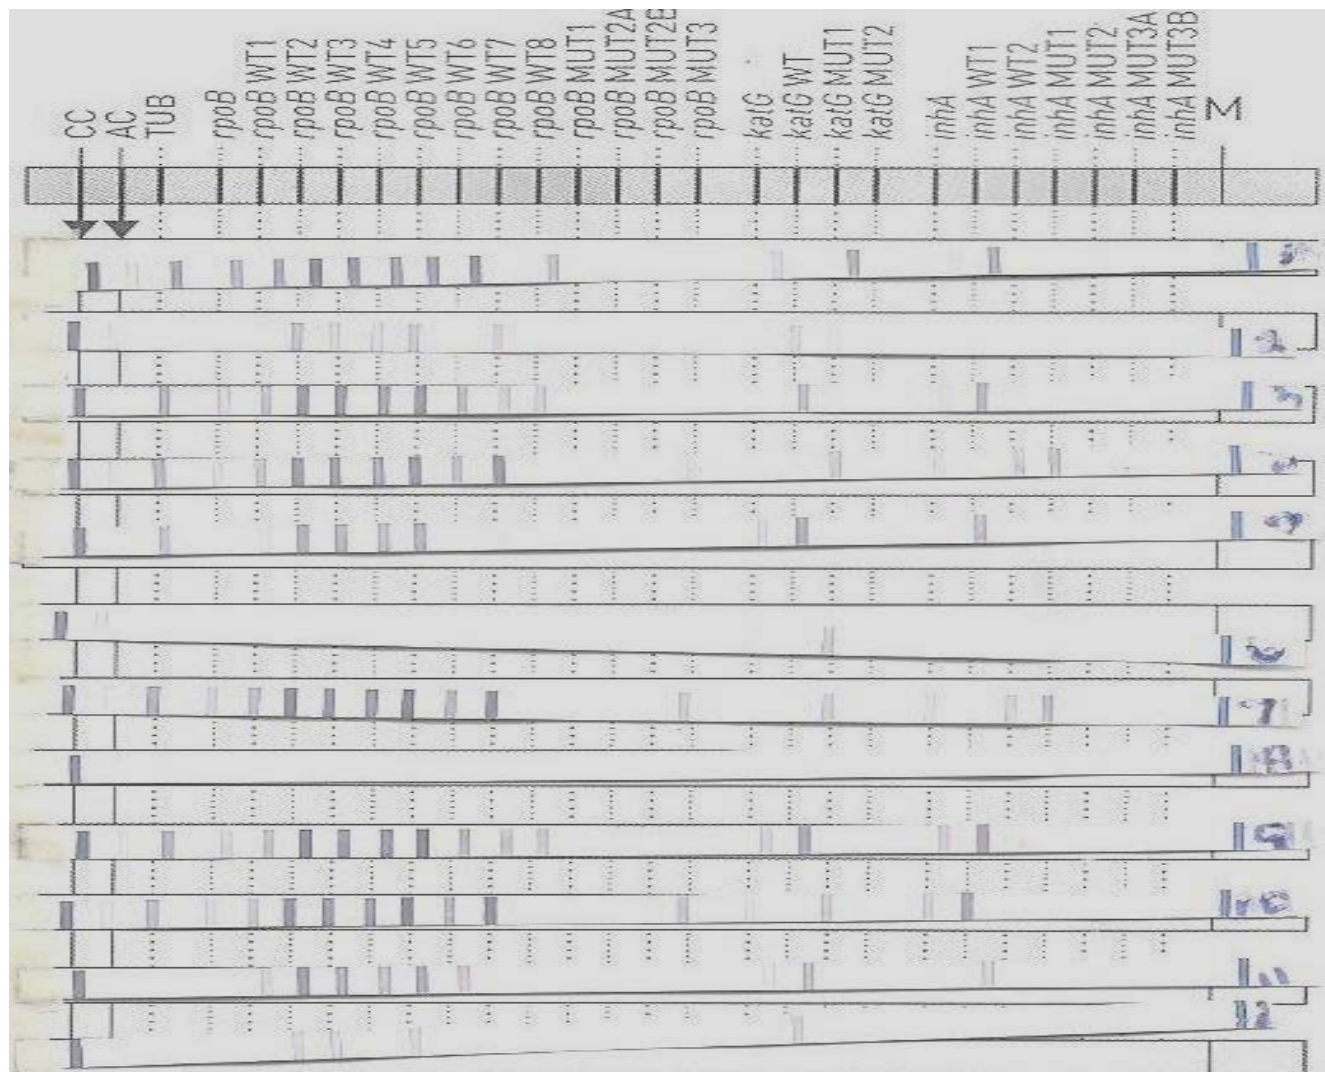 CC
AC
TUB
rpoB
rpoB WT1
rpoB WT2
rpoB WT3
rpoB WT4
rpoB WT5
rpoB WT6
rpoB WT7
rpoB WT8
rpoB MUT1
rpoB MUT2A
rpoB MUT2B
rpoB MUT3
katG
katG WT
katG MUT1
katG MUT2
inhA
inhA WT1
inhA WT2
inhA MUT1
inhA MUT2
inhA MUT3A
inhA MUT3B
M
2
3
7
8
9
10
11
12